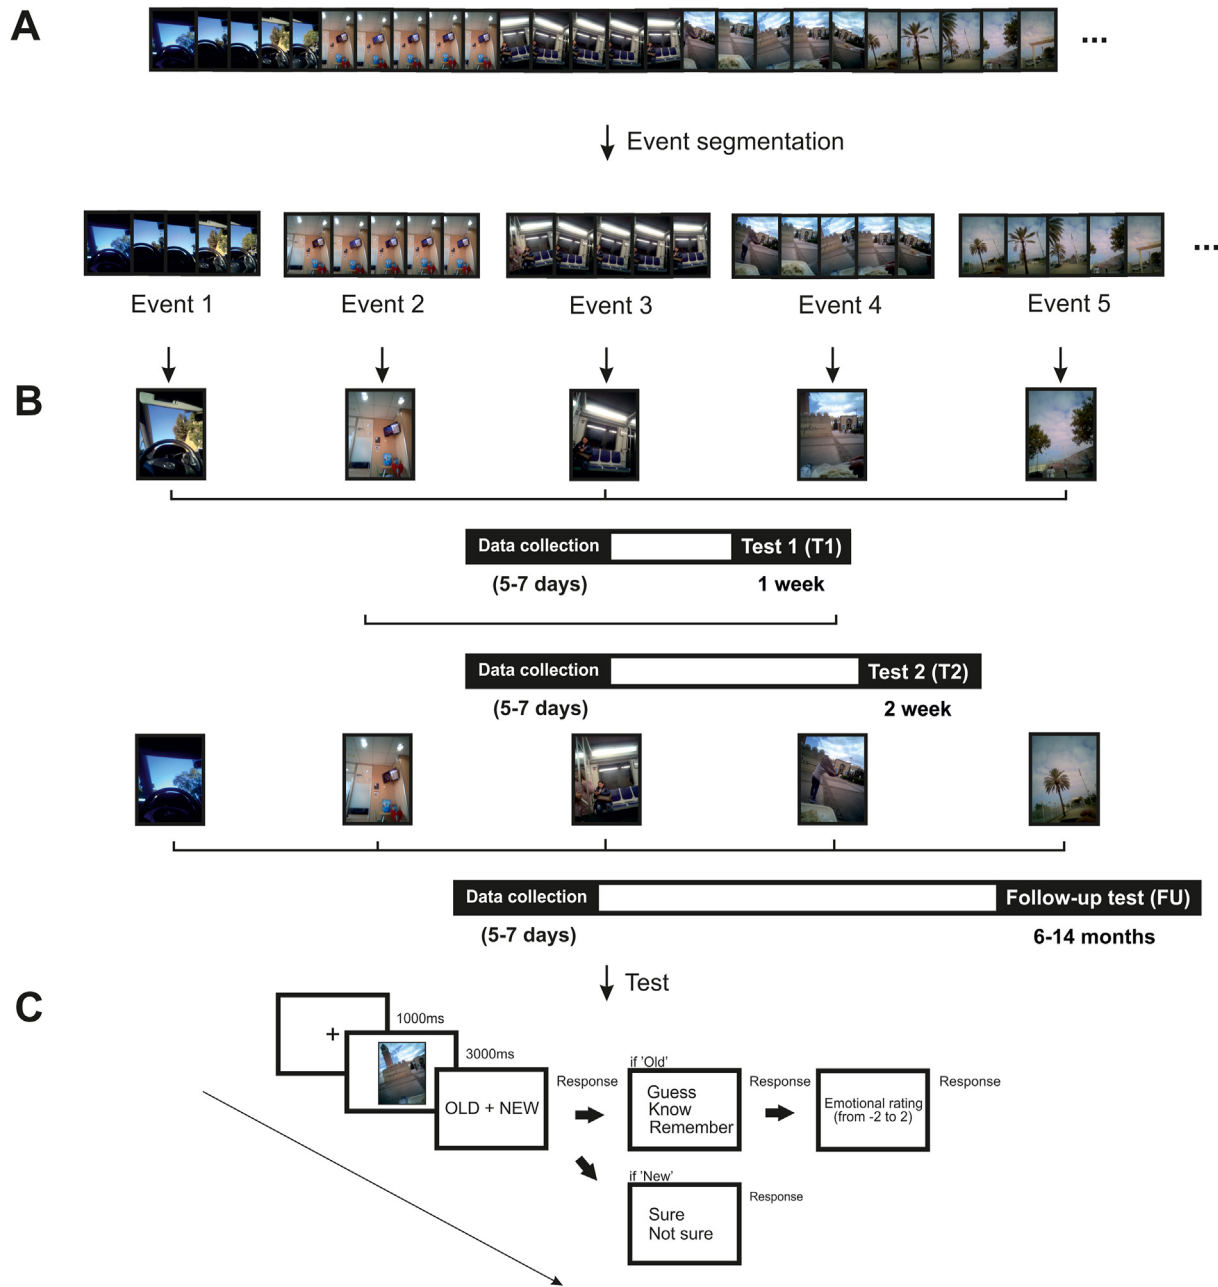 A
...
Event segmentation
...
Event 1
Event 2
Event 3
Event 4
Event 5
B
Data collection
Test 1 (T1)
(5-7 days)
1 week
Data collection
Test 2 (T2)
(5-7 days)
2 week
Data collection
Follow-up test (FU)
(5-7 days)
6-14 months
Test
C
+
1000ms
3000ms
OLD + NEW
Response
if 'Old'
Guess
Know
Remember
Response
Emotional rating
(from -2 to 2)
Response
if 'New'
Sure
Not sure
Response